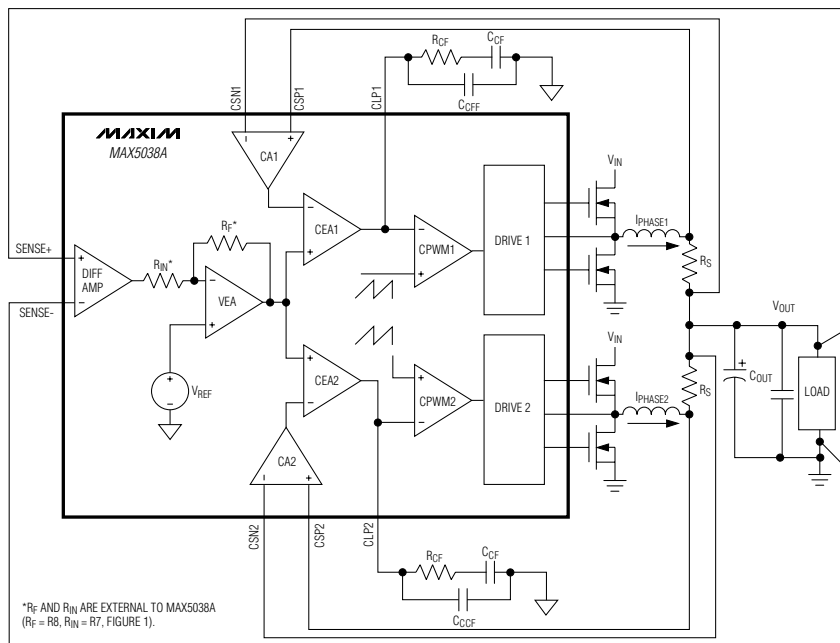 RCF
CCF
CCFF
CSN1
CSP1
CLP1
MAXIM
MAX5038A
CA1
VIN
RF*
CEA1
DRIVE 1
IPHASE1
CPWM1
SENSE+
RIN*
RS
DIFF AMP
VEA
SENSE-
VOUT
VIN
COUT
LOAD
RS
VREF
CEA2
CPWM2
DRIVE 2
IPHASE2
CA2
CSN2
CSP2
CLP2
RCF
CCF
CCCF
*RF AND RIN ARE EXTERNAL TO MAX5038A
(RF = R8, RIN = R7, FIGURE 1).